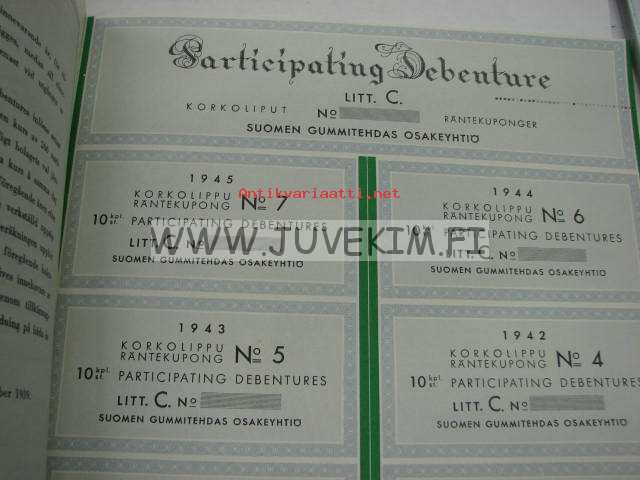 Participating Debenture
LITT. C.
KORKOLIPUT No RÄNTEKUPONGER
SUOMEN GUMMITEHDAS OSAKEYHTIÖ
1945
KORKOLIPPU
RÄNTEKUPONG No 7
10 kpl. st. PARTICIPATING DEBENTURES
LITT. C. No
SUOMEN GUMMITEHDAS OSAKEYHTIÖ
1944
KORKOLIPPU
RÄNTEKUPONG No 6
10 kpl. st. PARTICIPATING DEBENTURES
LITT. C. No
SUOMEN GUMMITEHDAS OSAKEYHTIÖ
Antikvariaatti.net
WWW.JUVEKIM.FI
1943
KORKOLIPPU
RÄNTEKUPONG No 5
10 kpl. st. PARTICIPATING DEBENTURES
LITT. C. No
SUOMEN GUMMITEHDAS OSAKEYHTIÖ
1942
KORKOLIPPU
RÄNTEKUPONG No 4
10 kpl. st. PARTICIPATING DEBENTURES
LITT. C. No
SUOMEN GUMMITEHDAS OSAKEYHTIÖ
1939.